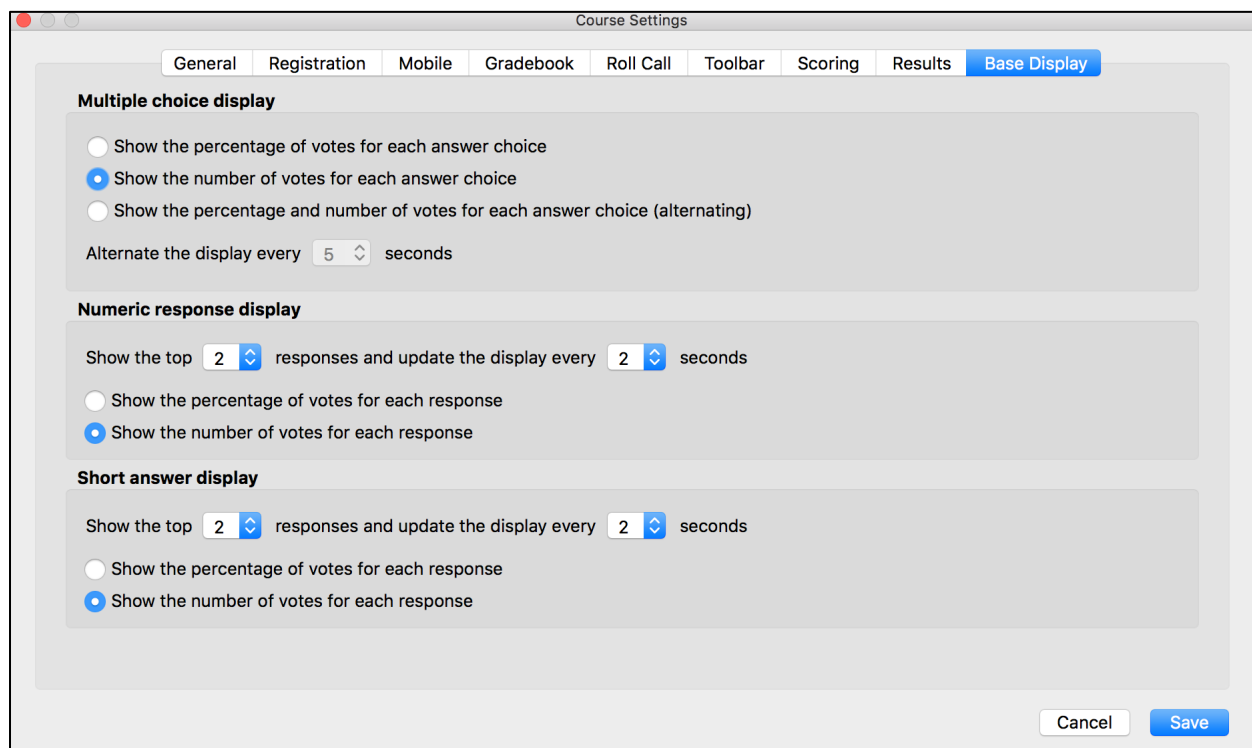 Course Settings
General Registration Mobile Gradebook Roll Call Toolbar Scoring Results Base Display
Multiple choice display
Show the percentage of votes for each answer choice
Show the number of votes for each answer choice
Show the percentage and number of votes for each answer choice (alternating)
Alternate the display every 5 seconds
Numeric response display
Show the top 2 responses and update the display every 2 seconds
Show the percentage of votes for each response
Show the number of votes for each response
Short answer display
Show the top 2 responses and update the display every 2 seconds
Show the percentage of votes for each response
Show the number of votes for each response
Cancel Save